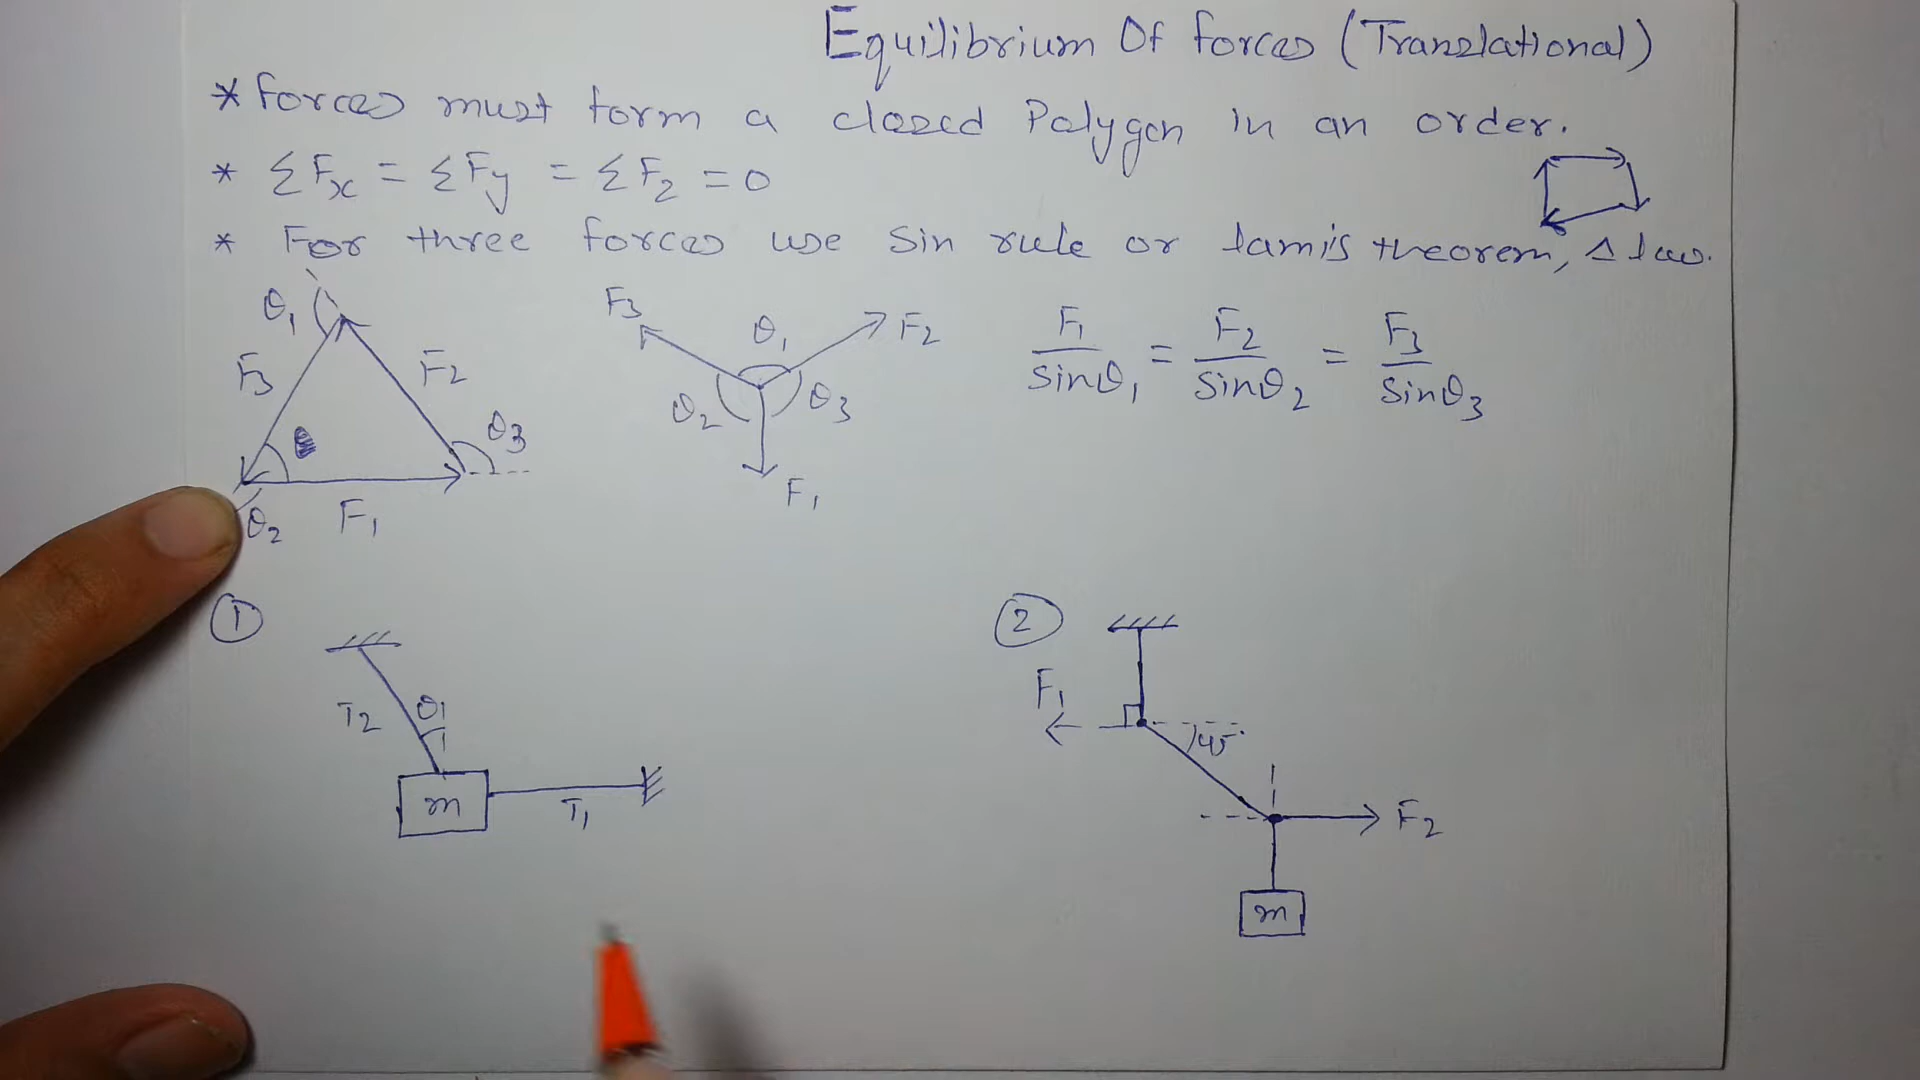 Equilibrium Of forces (Translational)
* forces must form a closed Polygon in an order.
* ΣFx = ΣFy = ΣFz = 0
* For three forces use Sin rule or lamis theorem, Δ law.
θ1
F3
F2
θ3
θ2
F1
F3
θ1
F2
θ2
θ3
F1
F1/sinθ1 = F2/sinθ2 = F3/sinθ3
1
T2
θ1
m
T1
2
F1
45°
F2
m